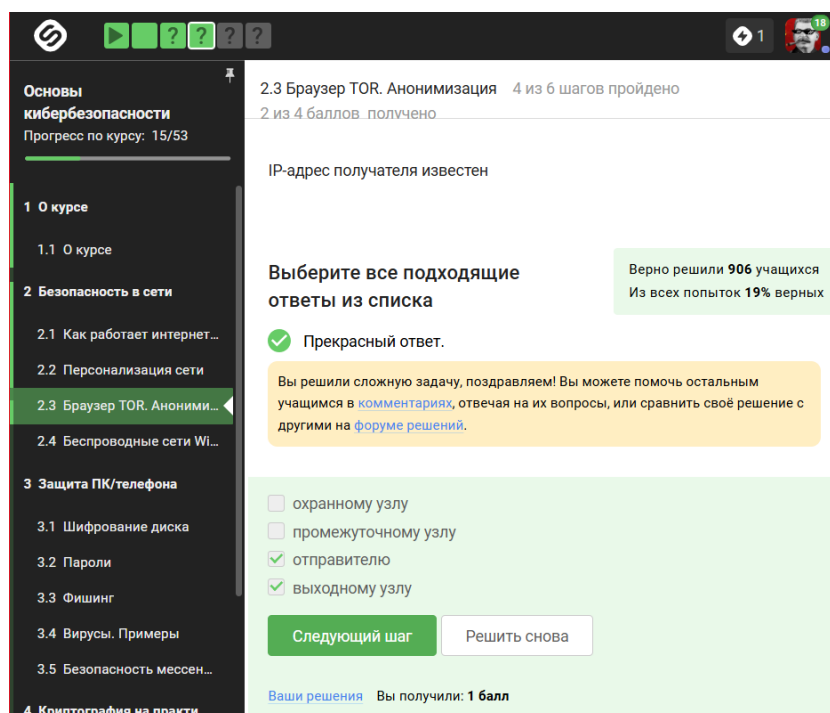 ? ? ? ?
1
18
Основы
кибербезопасности
Прогресс по курсу: 15/53
1 О курсе
1.1 О курсе
2 Безопасность в сети
2.1 Как работает интернет...
2.2 Персонализация сети
2.3 Браузер TOR. Аноними...
2.4 Беспроводные сети Wi...
3 Защита ПК/телефона
3.1 Шифрование диска
3.2 Пароли
3.3 Фишинг
3.4 Вирусы. Примеры
3.5 Безопасность мессен...
4 Криптография на практи
2.3 Браузер TOR. Анонимизация 4 из 6 шагов пройдено
2 из 4 баллов получено
IP-адрес получателя известен
Выберите все подходящие
ответы из списка
Верно решили 906 учащихся
Из всех попыток 19% верных
Прекрасный ответ.
Вы решили сложную задачу, поздравляем! Вы можете помочь остальным
учащимся в комментариях, отвечая на их вопросы, или сравнить своё решение с
другими на форуме решений.
охранному узлу
промежуточному узлу
отправителю
выходному узлу
Следующий шаг Решить снова
Ваши решения Вы получили: 1 балл